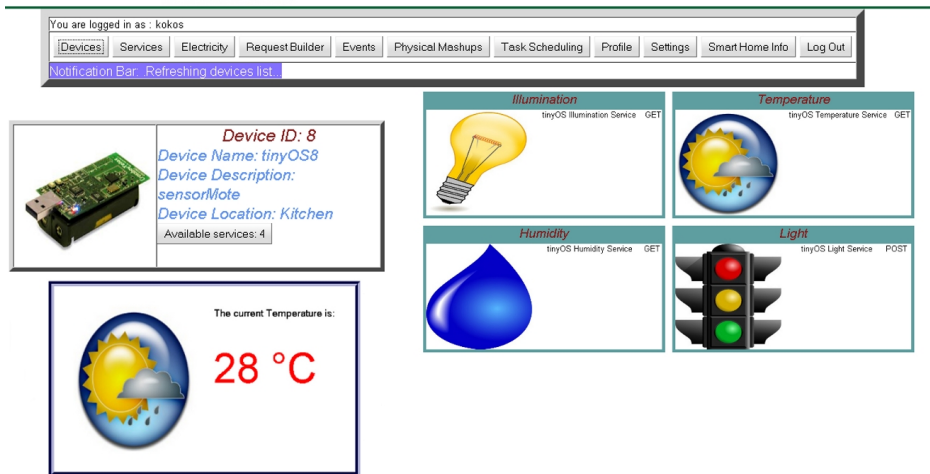 You are logged in as : kokos
Devices Services Electricity Request Builder Events Physical Mashups Task Scheduling Profile Settings Smart Home Info Log Out
Notification Bar: .Refreshing devices list...
Device ID: 8
Device Name: tinyOS8
Device Description:
sensorMote
Device Location: Kitchen
Available services: 4
Illumination
tinyOS Illumination Service GET
Temperature
tinyOS Temperature Service GET
Humidity
tinyOS Humidity Service GET
Light
tinyOS Light Service POST
The current Temperature is:
28 °C